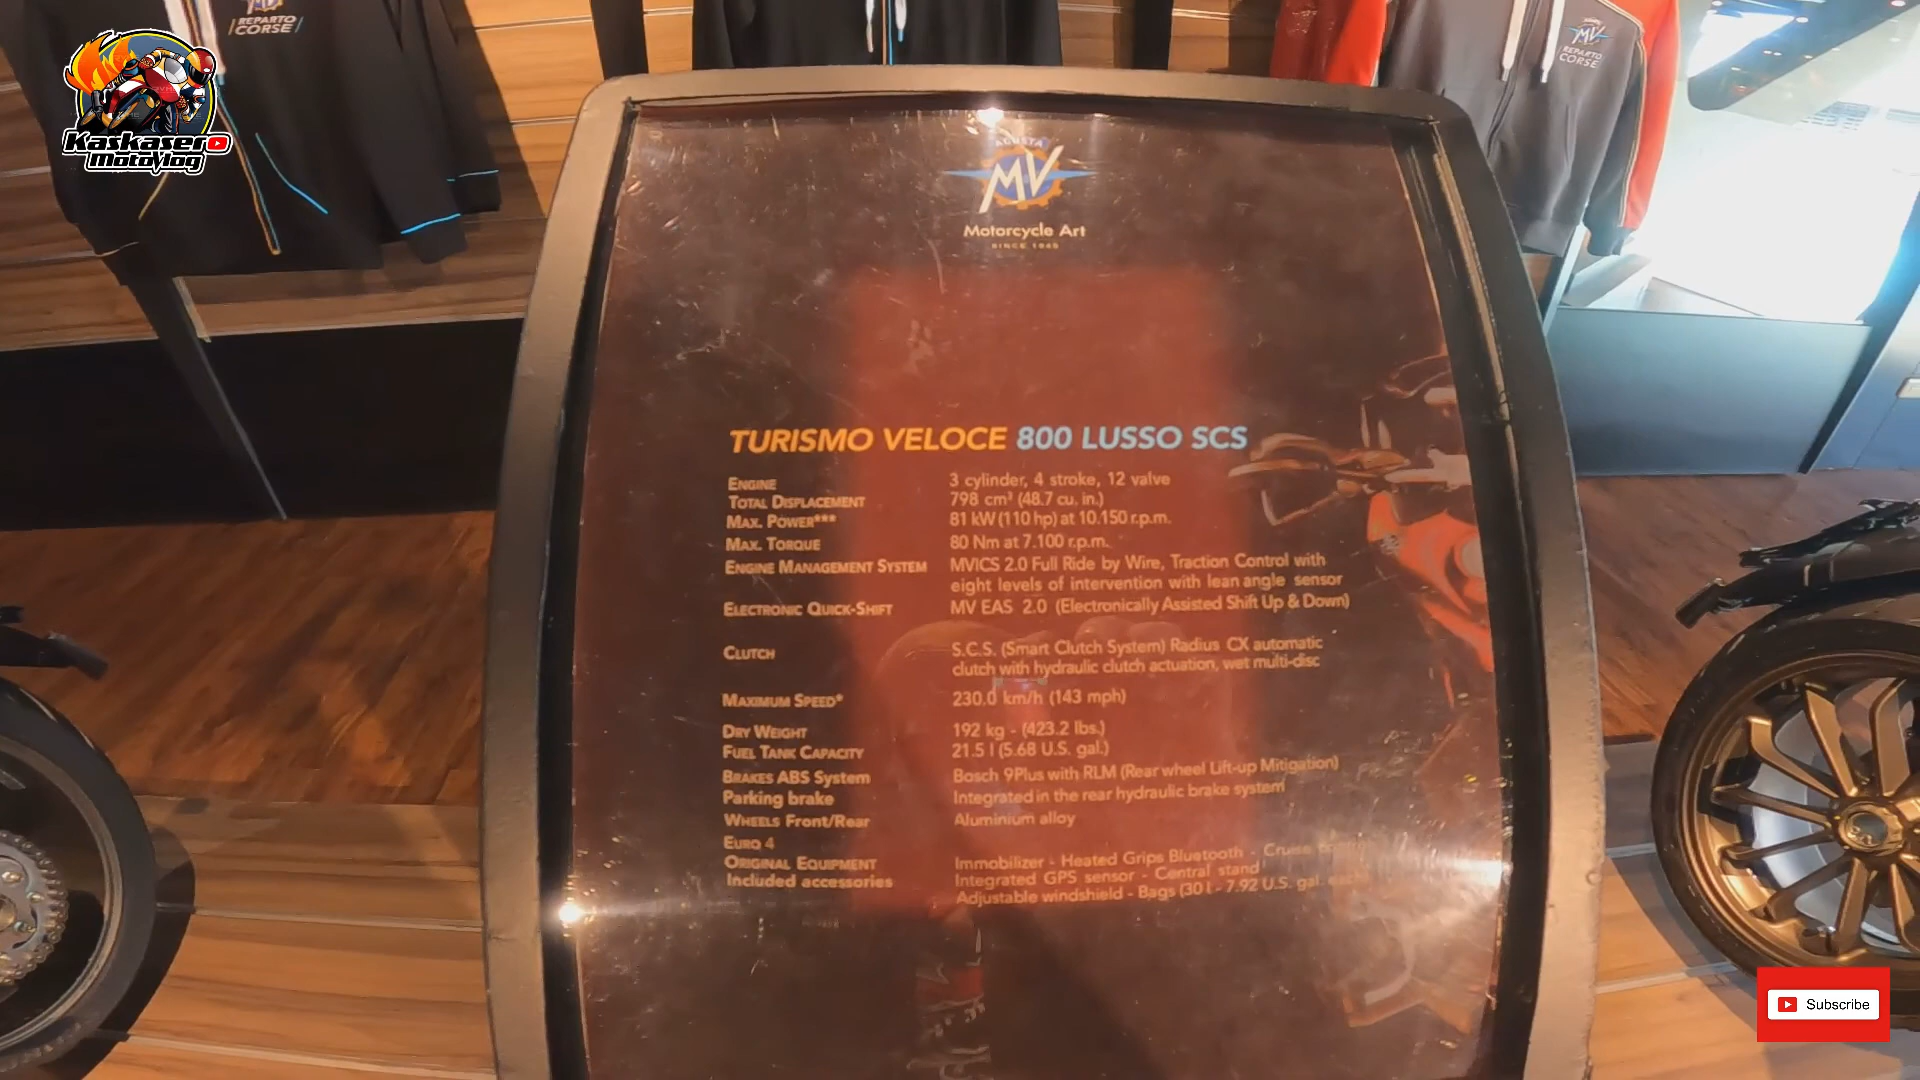 REPARTO
CORSE
MV
REPARTO
CORSE
Kaskasero
MotoVlog
AGUSTA
MV
Motorcycle Art
SINCE 1945
TURISMO VELOCE 800 LUSSO SCS
ENGINE 3 cylinder, 4 stroke, 12 valve
TOTAL DISPLACEMENT 798 cm³ (48.7 cu. in.)
MAX. POWER*** 81 kW (110 hp) at 10.150 r.p.m.
MAX. TORQUE 80 Nm at 7.100 r.p.m.
ENGINE MANAGEMENT SYSTEM MVICS 2.0 Full Ride by Wire, Traction Control with
eight levels of intervention with lean angle sensor
ELECTRONIC QUICK-SHIFT MV EAS 2.0 (Electronically Assisted Shift Up & Down)
CLUTCH S.C.S. (Smart Clutch System) Radius CX automatic
clutch with hydraulic clutch actuation, wet multi-disc
MAXIMUM SPEED* 230.0 km/h (143 mph)
DRY WEIGHT 192 kg - (423.2 lbs.)
FUEL TANK CAPACITY 21.5 l (5.68 U.S. gal.)
BRAKES ABS System Bosch 9Plus with RLM (Rear wheel Lift-up Mitigation)
Parking brake Integrated in the rear hydraulic brake system
WHEELS Front/Rear Aluminium alloy
EURO 4
ORIGINAL EQUIPMENT Immobilizer - Heated Grips Bluetooth - Cruise
Included accessories Integrated GPS sensor - Central stand
Adjustable windshield - Bags (30 l - 7.92 U.S. gal.
Subscribe